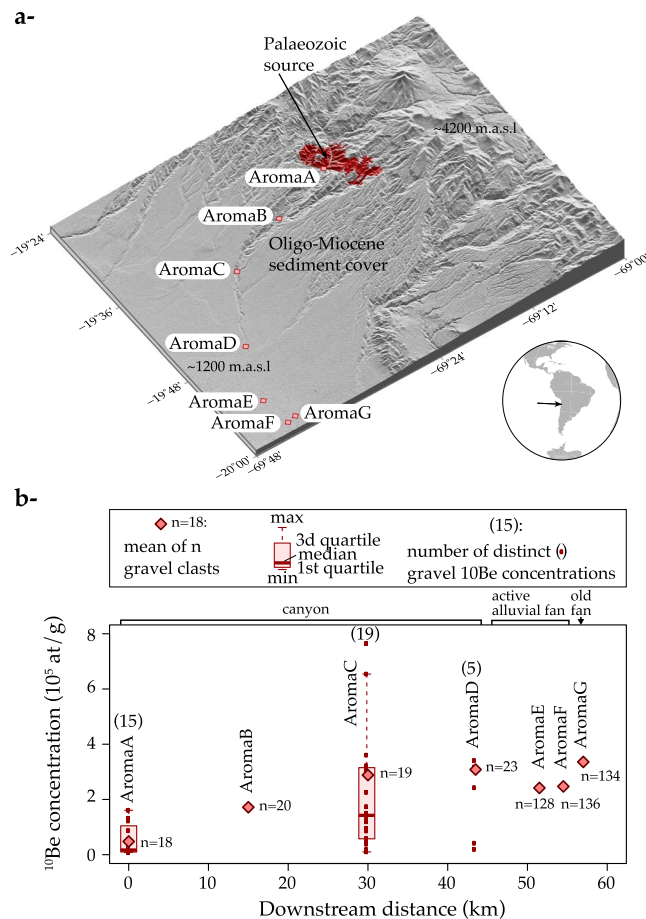 a-
Palaeozoic
source
~4200 m.a.s.l
AromaA
AromaB
Oligo-Miocene
sediment cover
AromaC
AromaD
~1200 m.a.s.l
AromaE
AromaG
AromaF
−19°24'
−19°36'
−19°48'
−20°00'
−69°48'
−69°24'
−69°12'
−69°00'
b-
n=18:
mean of n
gravel clasts
max
3d quartile
median
1st quartile
min
(15):
number of distinct ( )
gravel 10Be concentrations
canyon
active
alluvial fan
old
fan
¹⁰Be concentration (10⁵ at/g)
8
6
4
2
0
(15)
AromaA
n=18
AromaB
n=20
(19)
AromaC
n=19
(5)
AromaD
n=23
AromaE
n=128
AromaF
n=136
AromaG
n=134
0 10 20 30 40 50 60
Downstream distance (km)